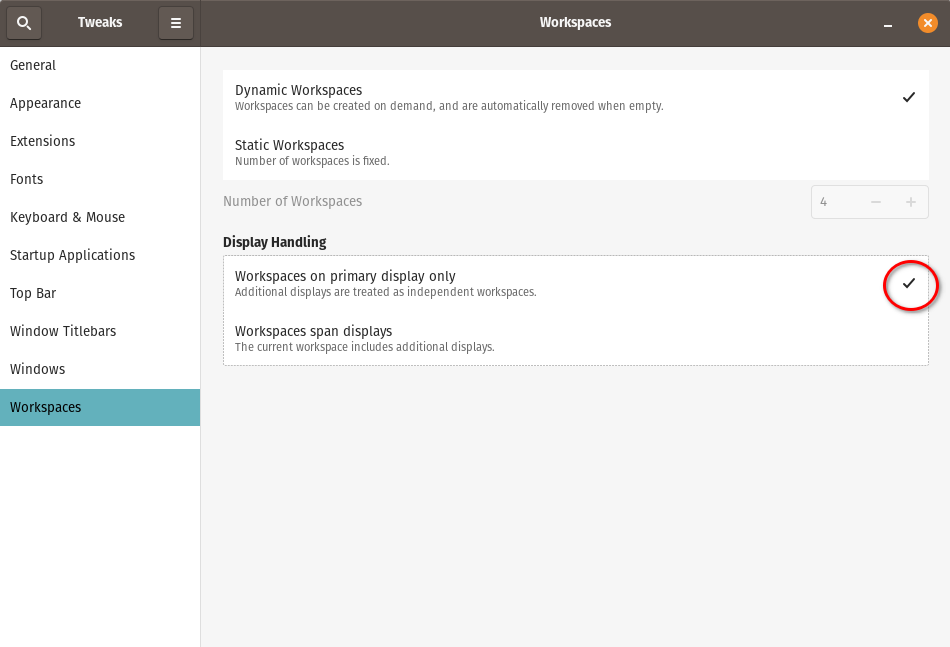 Tweaks
Workspaces
General
Appearance
Extensions
Fonts
Keyboard & Mouse
Startup Applications
Top Bar
Window Titlebars
Windows
Workspaces
Dynamic Workspaces
Workspaces can be created on demand, and are automatically removed when empty.
Static Workspaces
Number of workspaces is fixed.
Number of Workspaces
4
Display Handling
Workspaces on primary display only
Additional displays are treated as independent workspaces.
Workspaces span displays
The current workspace includes additional displays.